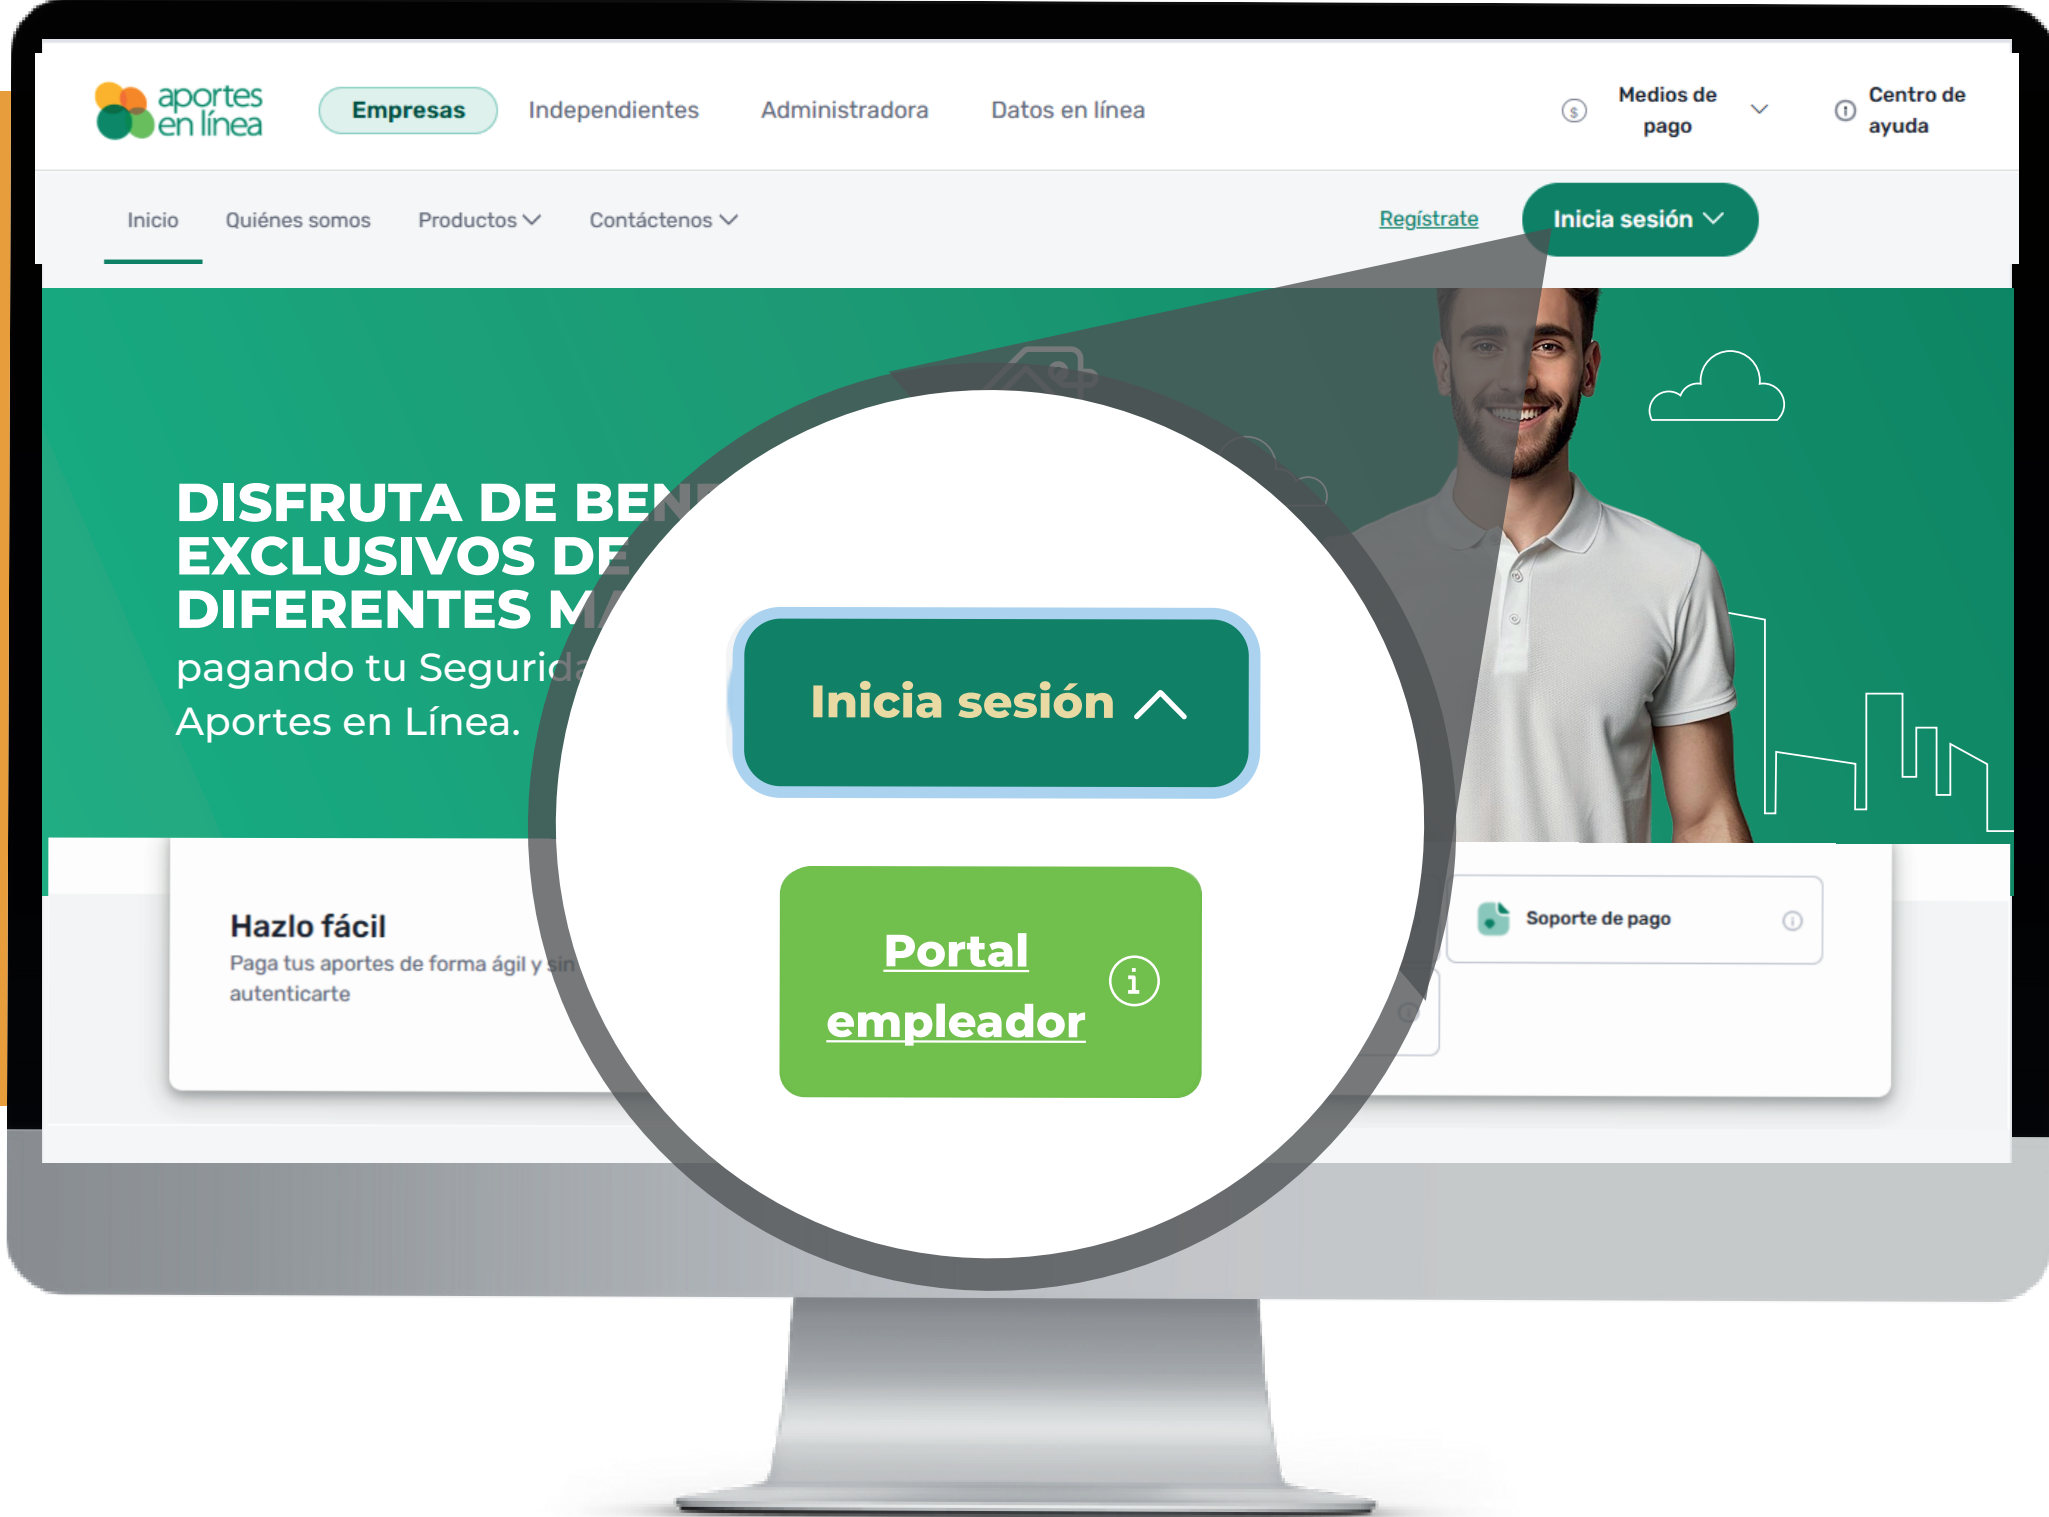 aportes
en línea
Empresas
Independientes
Administradora
Datos en línea
Medios de
pago
Centro de
ayuda
Inicio
Quiénes somos
Productos
Contáctenos
Regístrate
Inicia sesión
DISFRUTA DE BEN
EXCLUSIVOS DE
DIFERENTES MA
pagando tu Segurida
Aportes en Línea.
Inicia sesión
Portal
empleador
Hazlo fácil
Paga tus aportes de forma ágil y sin
autenticarte
Soporte de pago